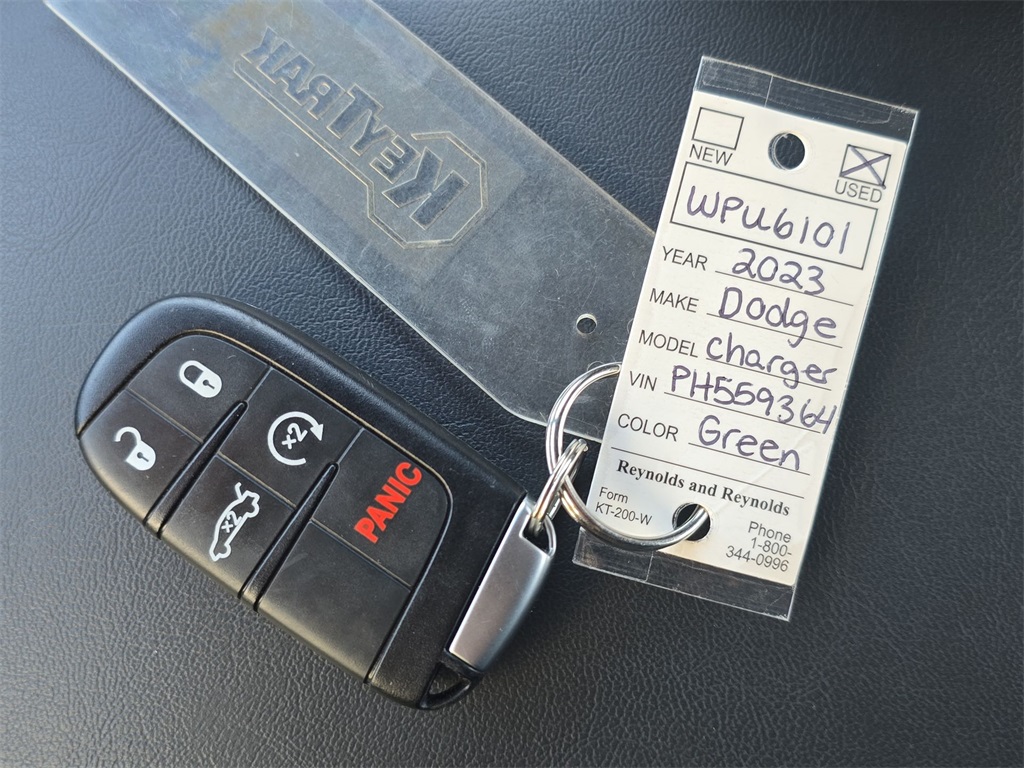 KEYTRAK
NEW
USED
WPU6101
YEAR 2023
MAKE Dodge
MODEL Charger
VIN PH559364
COLOR Green
Reynolds and Reynolds
Form
KT-200-W
Phone
1-800-
344-0996
x2
x2
PANIC